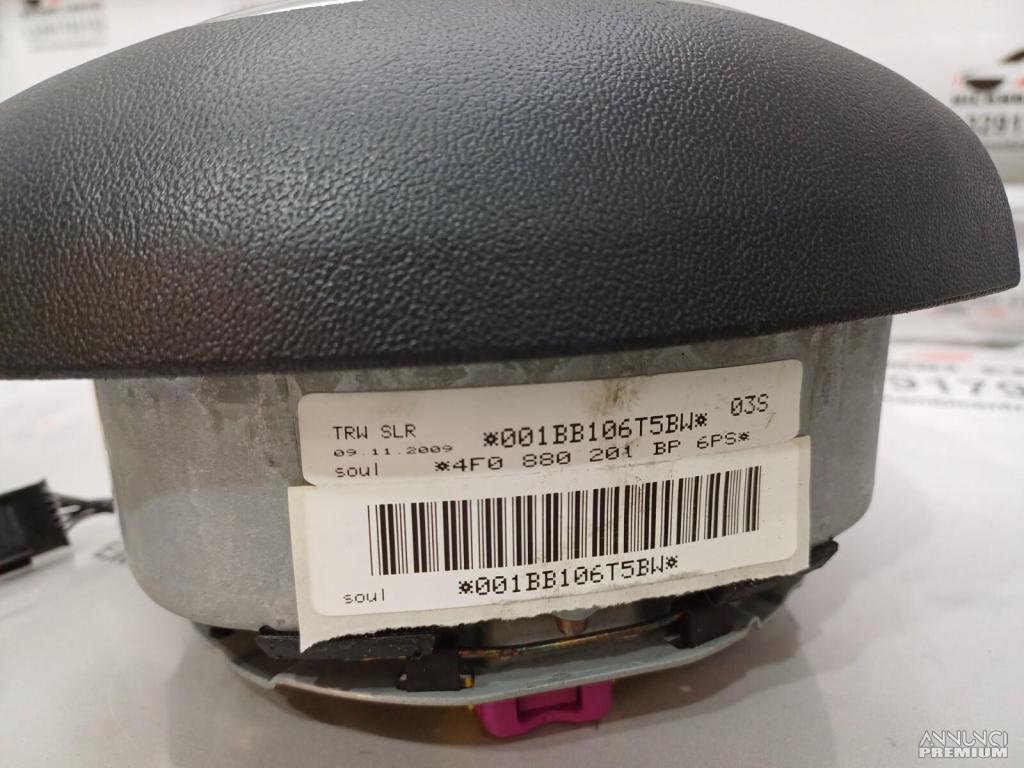 TRW SLR *001BB106T5BW* 03S
09.11.2009
soul *4F0 880 201 BP 6PS*
*001BB106T5BW*
soul
ANNUNCI
PREMIUM